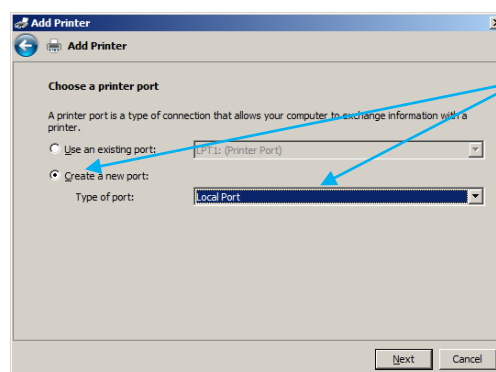 Add Printer
Add Printer
Choose a printer port
A printer port is a type of connection that allows your computer to exchange information with a
printer.
Use an existing port: LPT1: (Printer Port)
Create a new port:
Type of port: Local Port
Next Cancel